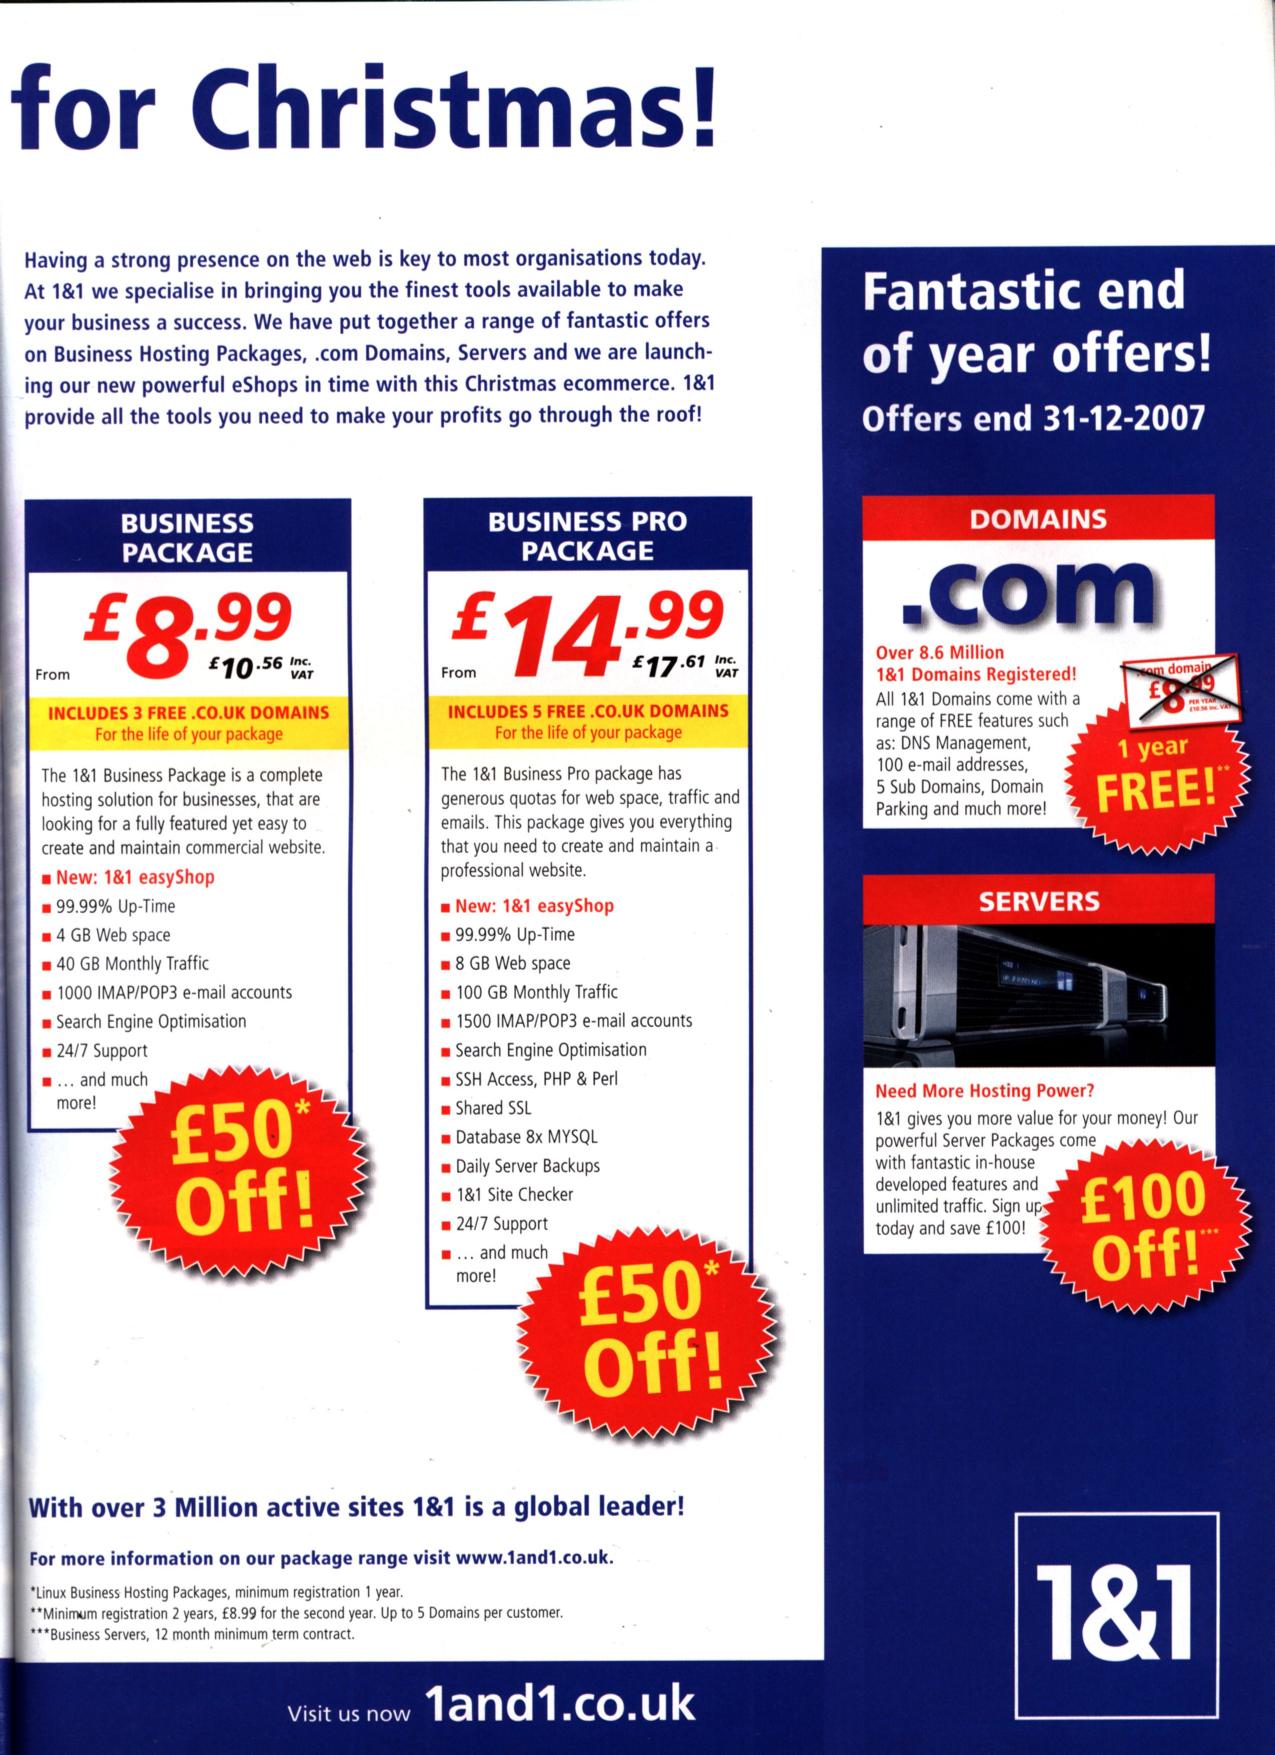 for Christmas!
Having a strong presence on the web is key to most organisations today.
At 1&1 we specialise in bringing you the finest tools available to make
your business a success. We have put together a range of fantastic offers
on Business Hosting Packages, .com Domains, Servers and we are launch-
ing our new powerful eShops in time with this Christmas ecommerce. 1&1
provide all the tools you need to make your profits go through the roof!
BUSINESS
PACKAGE
From £8.99
£10.56 Inc. VAT
INCLUDES 3 FREE .CO.UK DOMAINS
For the life of your package
The 1&1 Business Package is a complete
hosting solution for businesses, that are
looking for a fully featured yet easy to
create and maintain commercial website.
■ New: 1&1 easyShop
■ 99.99% Up-Time
■ 4 GB Web space
■ 40 GB Monthly Traffic
■ 1000 IMAP/POP3 e-mail accounts
■ Search Engine Optimisation
■ 24/7 Support
■ ... and much
more!
£50*
Off!
BUSINESS PRO
PACKAGE
From £14.99
£17.61 Inc. VAT
INCLUDES 5 FREE .CO.UK DOMAINS
For the life of your package
The 1&1 Business Pro package has
generous quotas for web space, traffic and
emails. This package gives you everything
that you need to create and maintain a
professional website.
■ New: 1&1 easyShop
■ 99.99% Up-Time
■ 8 GB Web space
■ 100 GB Monthly Traffic
■ 1500 IMAP/POP3 e-mail accounts
■ Search Engine Optimisation
■ SSH Access, PHP & Perl
■ Shared SSL
■ Database 8x MYSQL
■ Daily Server Backups
■ 1&1 Site Checker
■ 24/7 Support
■ ... and much
more!
£50*
Off!
Fantastic end
of year offers!
Offers end 31-12-2007
DOMAINS
.com
Over 8.6 Million
1&1 Domains Registered!
All 1&1 Domains come with a
range of FREE features such
as: DNS Management,
100 e-mail addresses,
5 Sub Domains, Domain
Parking and much more!
.com domain
£8.99
PER YEAR
£10.56 inc. VAT
1 year
FREE!**
SERVERS
Need More Hosting Power?
1&1 gives you more value for your money! Our
powerful Server Packages come
with fantastic in-house
developed features and
unlimited traffic. Sign up
today and save £100!
£100
Off!***
With over 3 Million active sites 1&1 is a global leader!
For more information on our package range visit www.1and1.co.uk.
*Linux Business Hosting Packages, minimum registration 1 year.
**Minimum registration 2 years, £8.99 for the second year. Up to 5 Domains per customer.
***Business Servers, 12 month minimum term contract.
Visit us now 1and1.co.uk
1&1